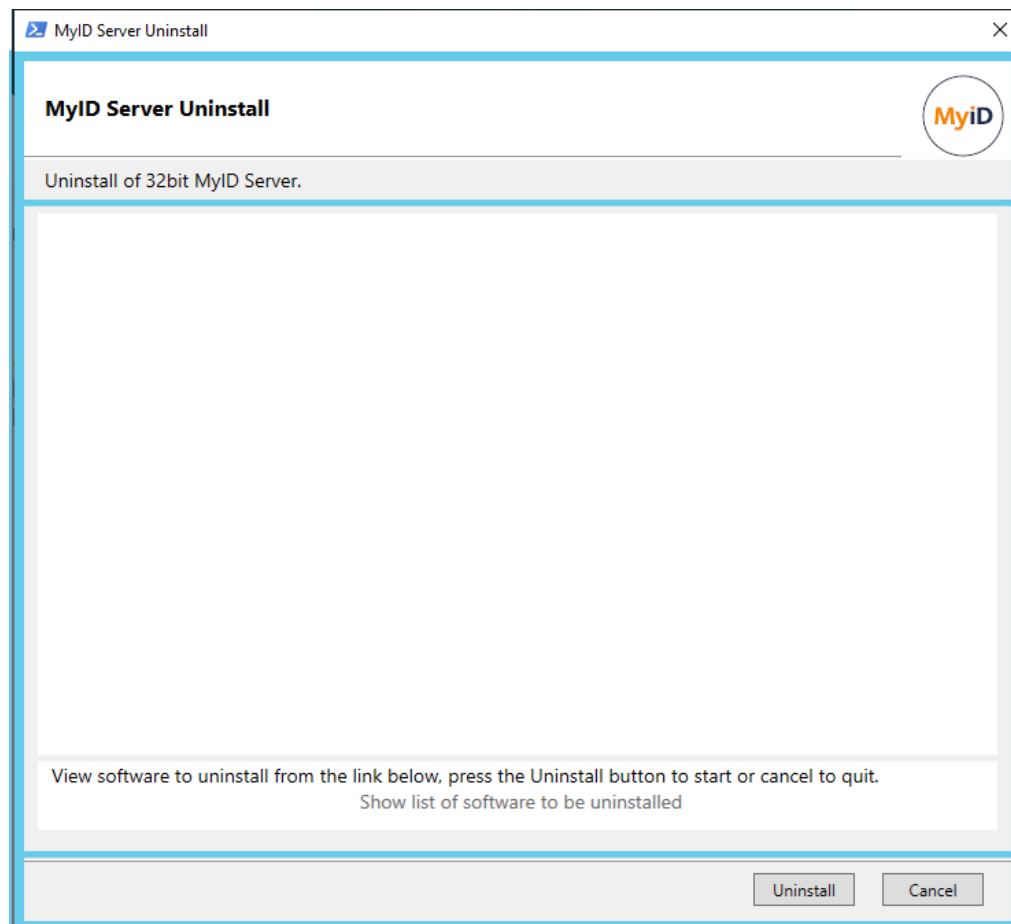 MyID Server Uninstall
MyID Server Uninstall
MyiD
Uninstall of 32bit MyID Server.
View software to uninstall from the link below, press the Uninstall button to start or cancel to quit.
Show list of software to be uninstalled
Uninstall
Cancel